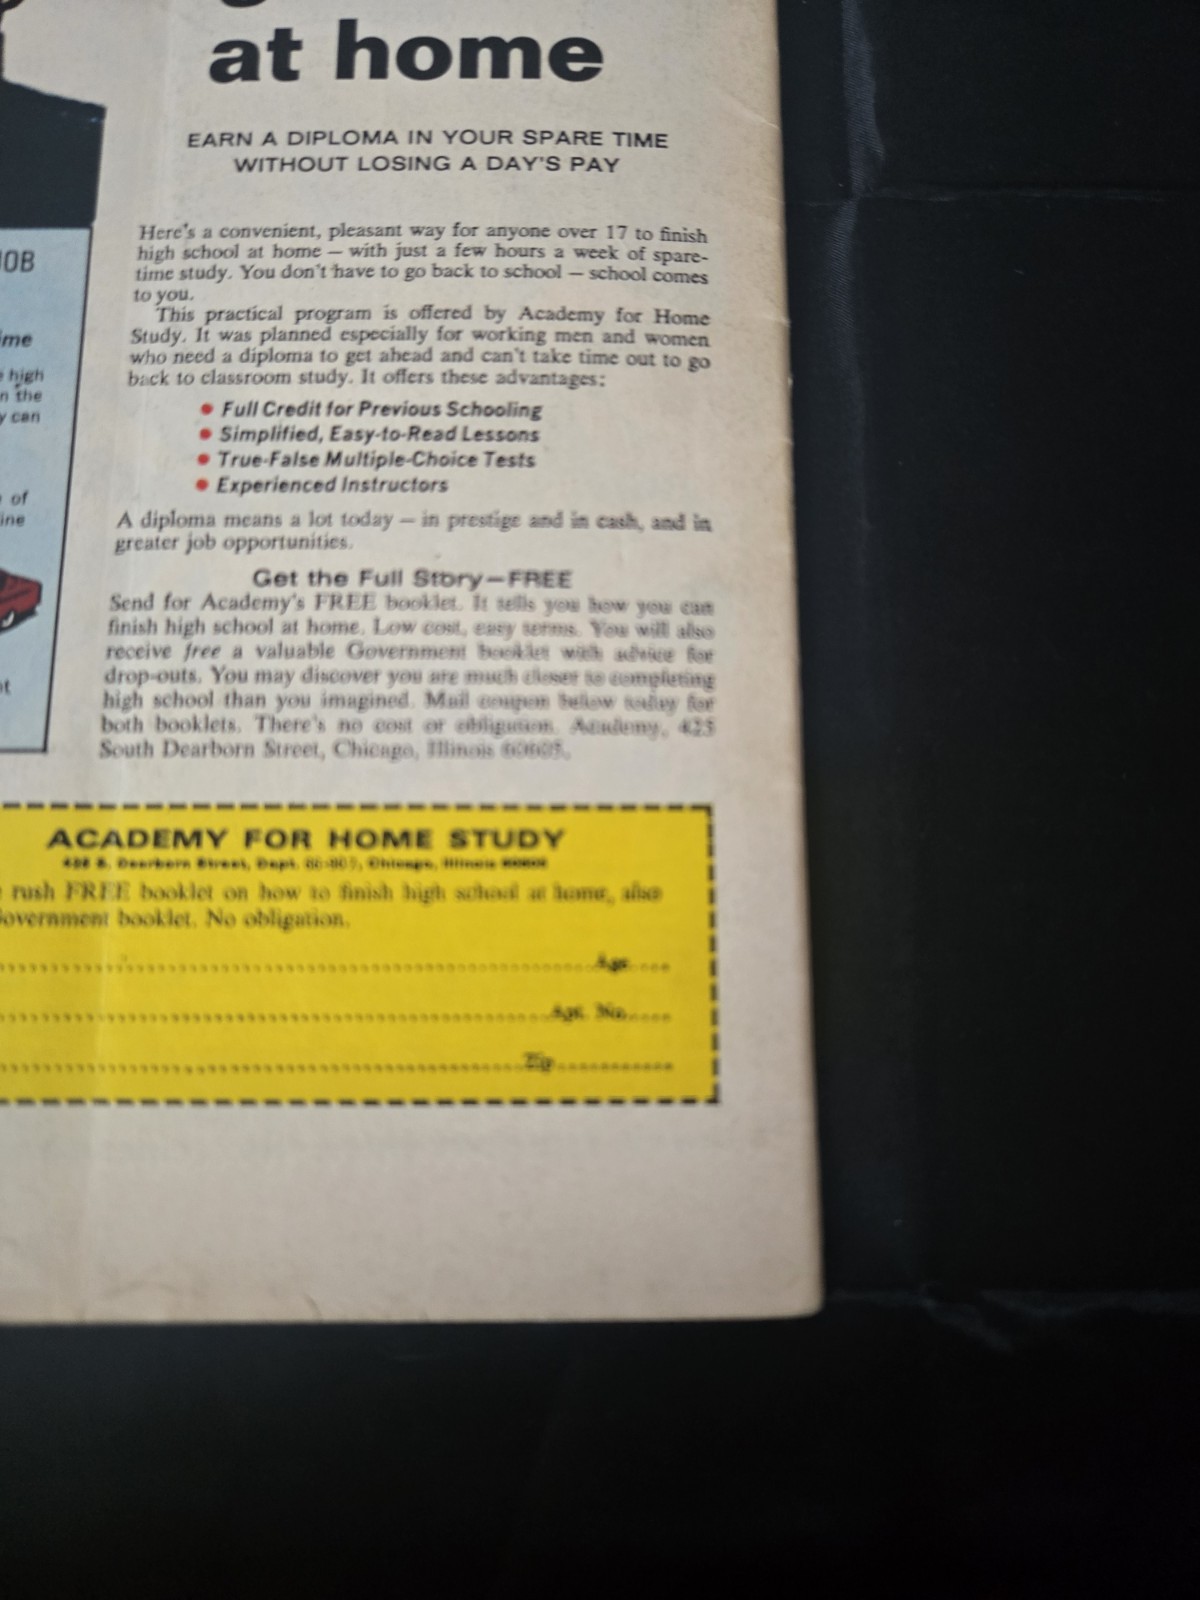 at home
EARN A DIPLOMA IN YOUR SPARE TIME
WITHOUT LOSING A DAY'S PAY
Here's a convenient, pleasant way for anyone over 17 to finish
high school at home — with just a few hours a week of spare-
time study. You don't have to go back to school — school comes
to you.
This practical program is offered by Academy for Home
Study. It was planned especially for working men and women
who need a diploma to get ahead and can't take time out to go
back to classroom study. It offers these advantages:
• Full Credit for Previous Schooling
• Simplified, Easy-to-Read Lessons
• True-False Multiple-Choice Tests
• Experienced Instructors
A diploma means a lot today — in prestige and in cash, and in
greater job opportunities.
Get the Full Story—FREE
Send for Academy's FREE booklet. It tells you how you can
finish high school at home. Low cost, easy terms. You will also
receive free a valuable Government booklet with advice for
drop-outs. You may discover you are much closer to completing
high school than you imagined. Mail coupon below today for
both booklets. There's no cost or obligation. Academy, 425
South Dearborn Street, Chicago, Illinois 60605.
JOB
high
n the
y can
of
ACADEMY FOR HOME STUDY
S. Dearborn Street, Dept. Chicago, Illinois
rush FREE booklet on how to finish high school at home, also
Government booklet. No obligation.
Age
Apt. No.
Zip